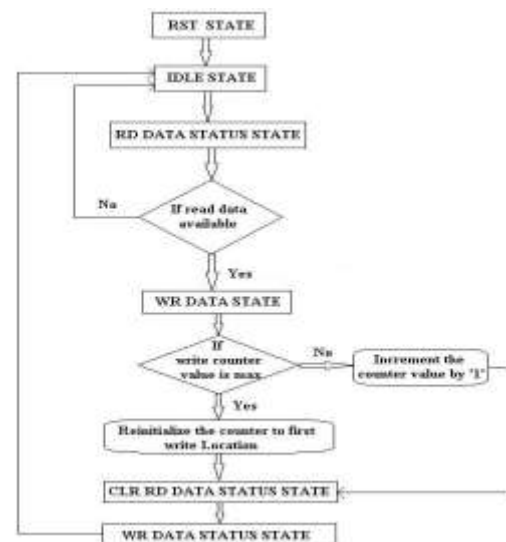 RST STATE
IDLE STATE
RD DATA STATUS STATE
No
If read data
available
Yes
WR DATA STATE
If
write counter
value is max
No
Increment the
counter value by '1'
Yes
Reinitialize the counter to first
write Location
CLR RD DATA STATUS STATE
WR DATA STATUS STATE